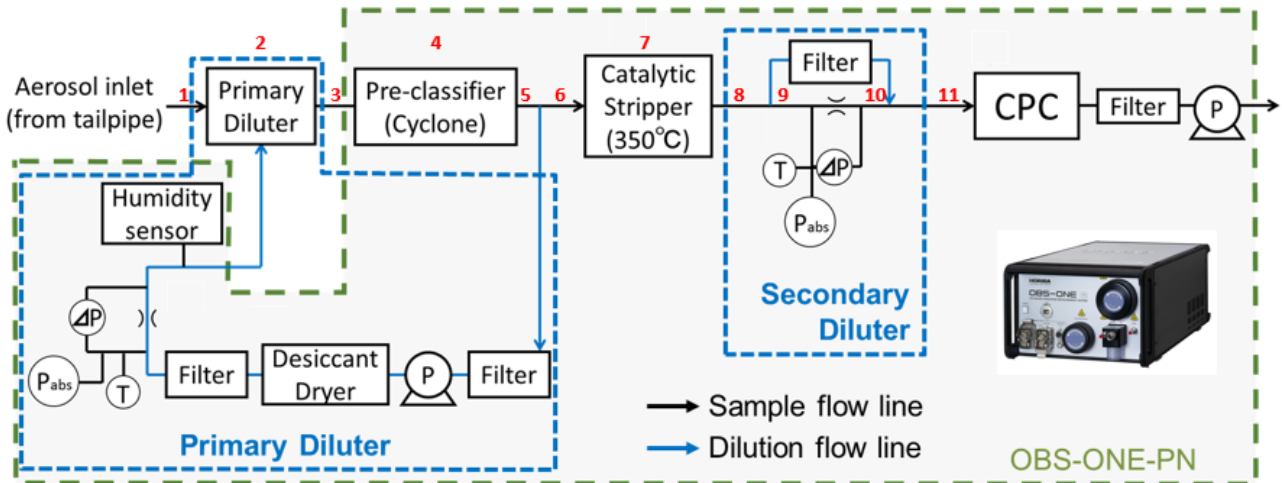 2
4
7
Aerosol inlet
(from tailpipe)
1
Primary
Diluter
3
Pre-classifier
(Cyclone)
5
6
Catalytic
Stripper
(350℃)
8
Filter
9
10
11
CPC
Filter
P
T
⊿P
Pabs
Humidity
sensor
⊿P
Pabs
T
Filter
Desiccant
Dryer
P
Filter
Primary Diluter
Secondary
Diluter
HORIBA
OBS-ONE
Sample flow line
Dilution flow line
OBS-ONE-PN